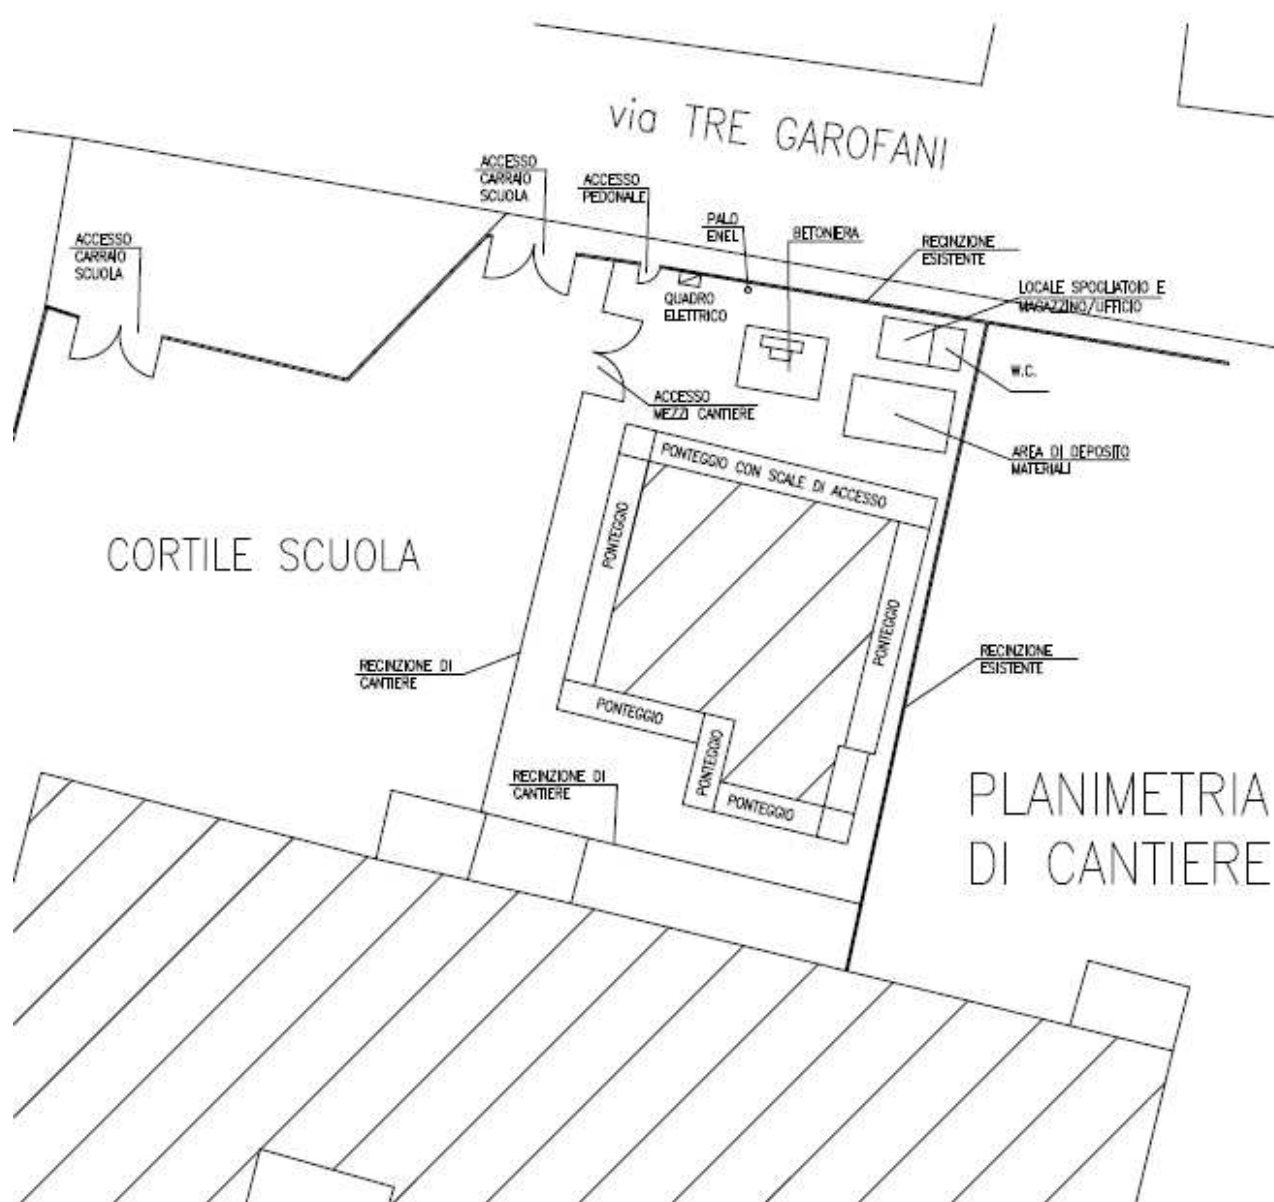 via TRE GAROFANI
ACCESSO
CARRAIO
SCUOLA
ACCESSO
PEDONALE
PALO
ENEL
BETONIERA
RECINZIONE
ESISTENTE
ACCESSO
CARRAIO
SCUOLA
QUADRO
ELETTRICO
LOCALE SPOGLIATOIO E
MAGAZZINO/UFFICIO
W.C.
ACCESSO
MEZZI CANTIERE
AREA DI DEPOSITO
MATERIALI
PONTEGGIO CON SCALE DI ACCESSO
PONTEGGIO
CORTILE SCUOLA
PONTEGGIO
RECINZIONE DI
CANTIERE
RECINZIONE
ESISTENTE
PONTEGGIO
PONTEGGIO
RECINZIONE DI
CANTIERE
PONTEGGIO
PLANIMETRIA
DI CANTIERE